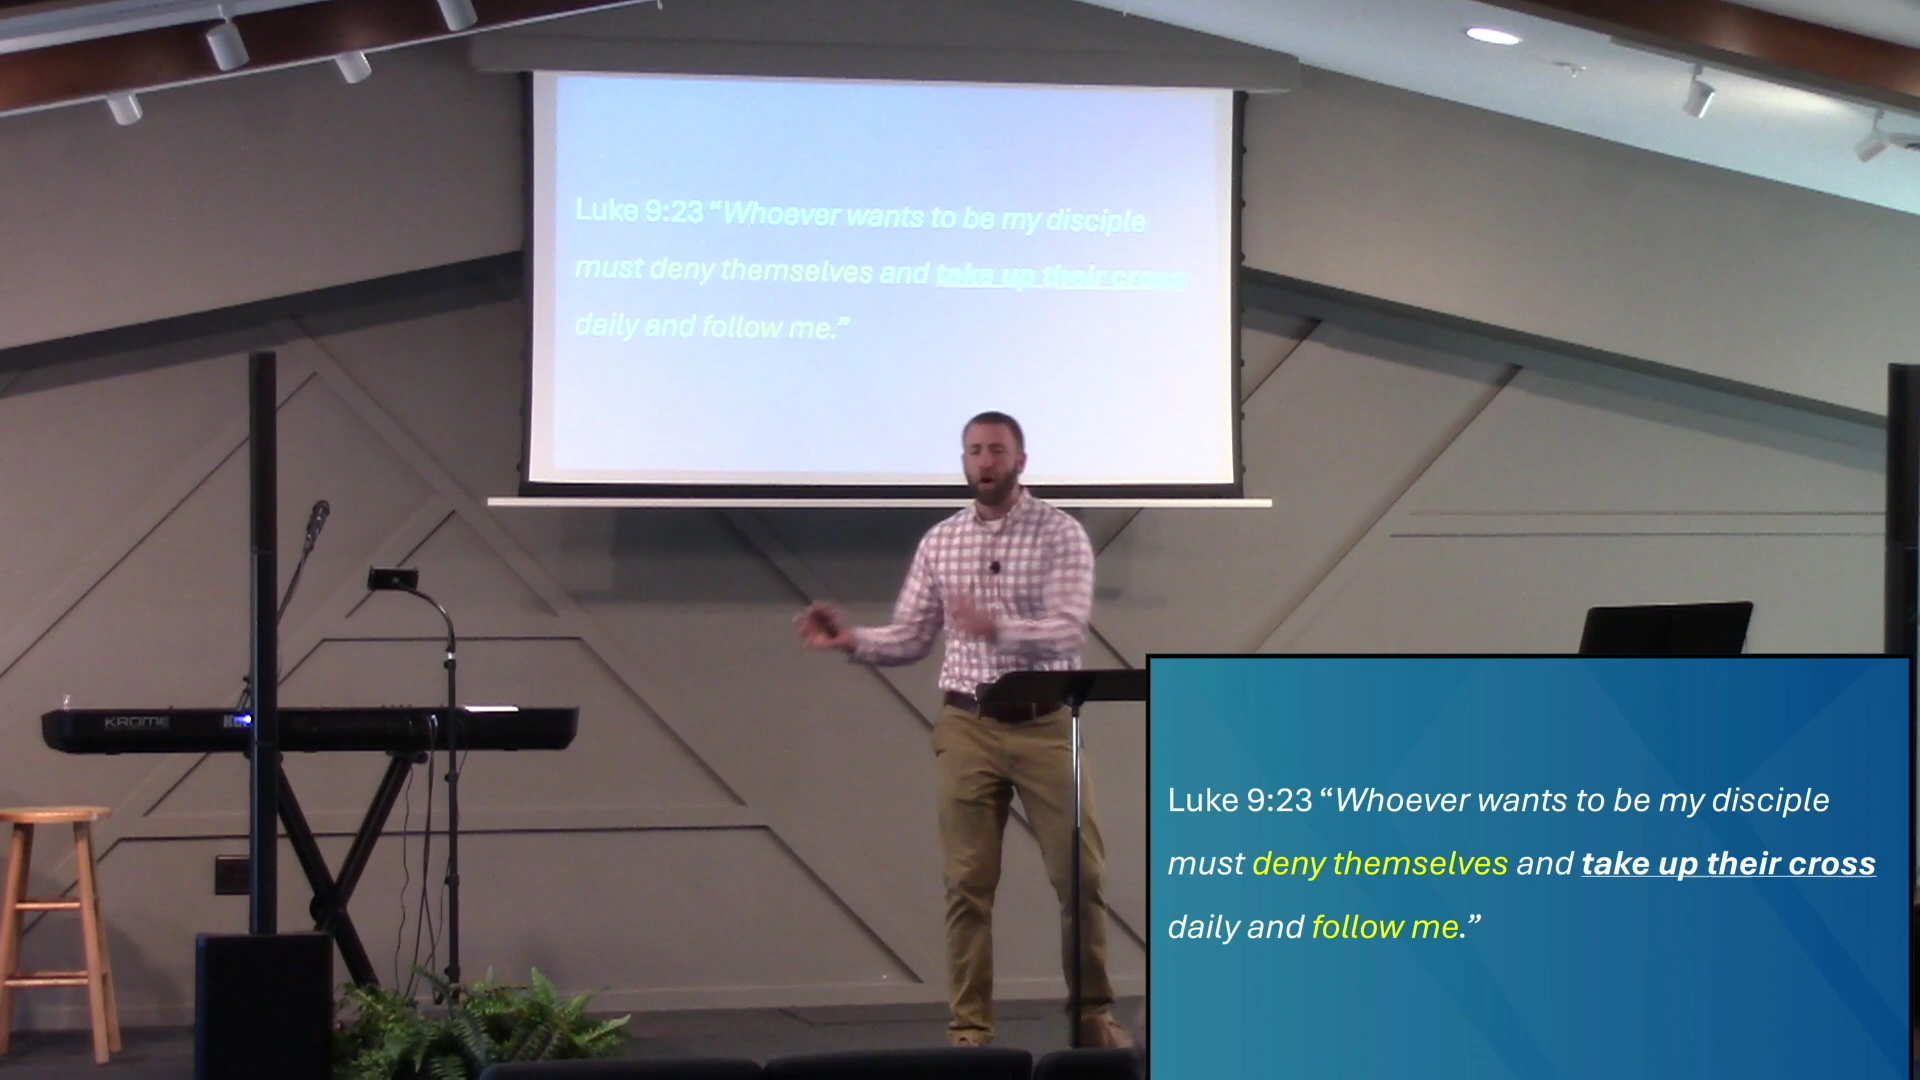 Luke 9:23 “Whoever wants to be my disciple
must deny themselves and take up their cross
daily and follow me.”
KROME
Luke 9:23 “Whoever wants to be my disciple
must deny themselves and take up their cross
daily and follow me.”